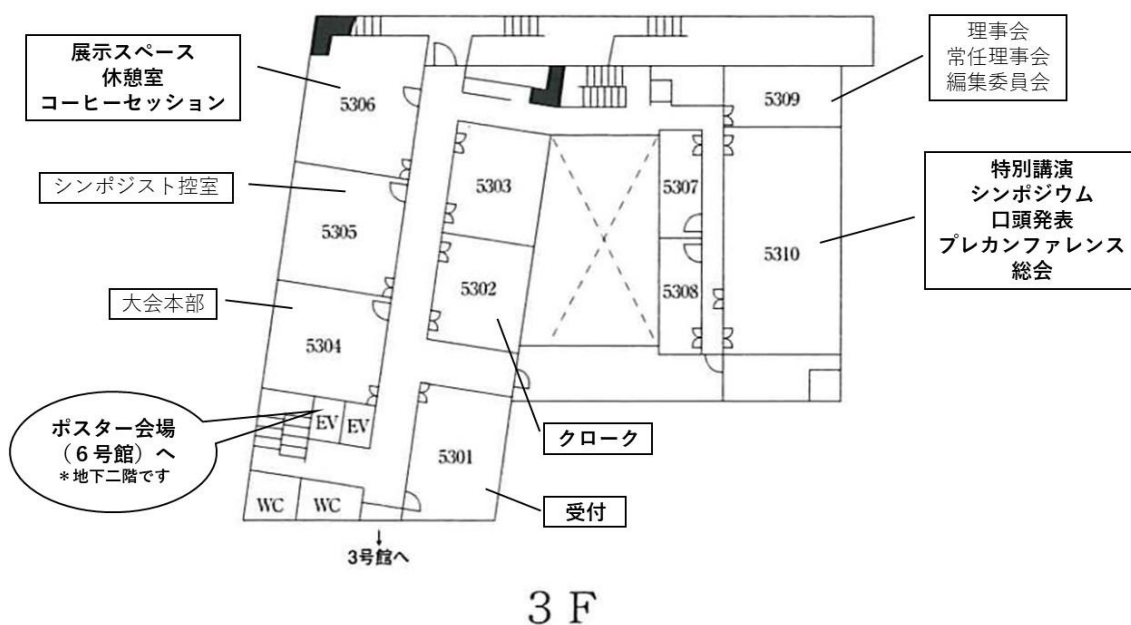 展示スペース
休憩室
コーヒーセッション
シンポジスト控室
大会本部
ポスター会場
（６号館）へ
＊地下二階です
5306
5305
5304
EV
EV
WC
WC
5303
5302
5301
3号館へ
クローク
受付
5307
5308
5309
5310
理事会
常任理事会
編集委員会
特別講演
シンポジウム
口頭発表
プレカンファレンス
総会
３Ｆ